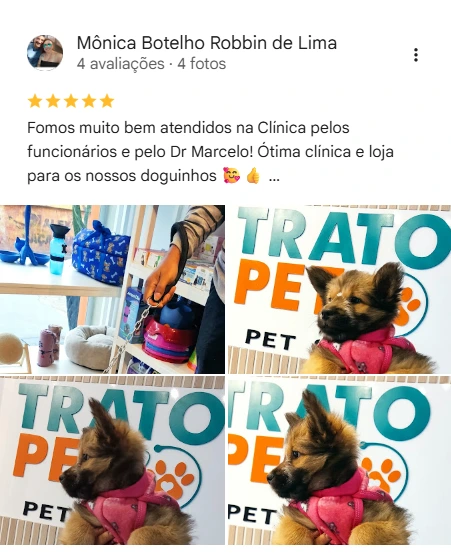 Mônica Botelho Robbin de Lima
4 avaliações · 4 fotos
Fomos muito bem atendidos na Clínica pelos
funcionários e pelo Dr Marcelo! Ótima clínica e loja
para os nossos doguinhos 🥰 👍 ...
TRATO
PE
PET
TRATO
PE
PET
TRATO
PE
PET